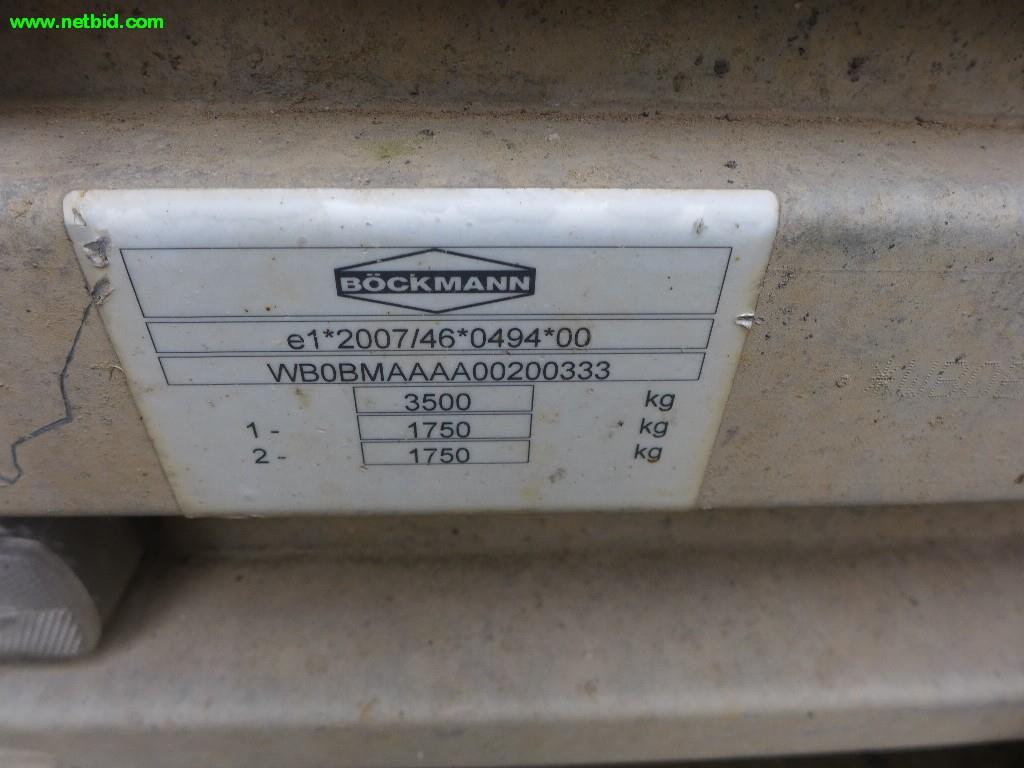 www.netbid.com
BÖCKMANN
e1*2007/46*0494*00
WB0BMAAAA00200333
3500 kg
1 - 1750 kg
2 - 1750 kg